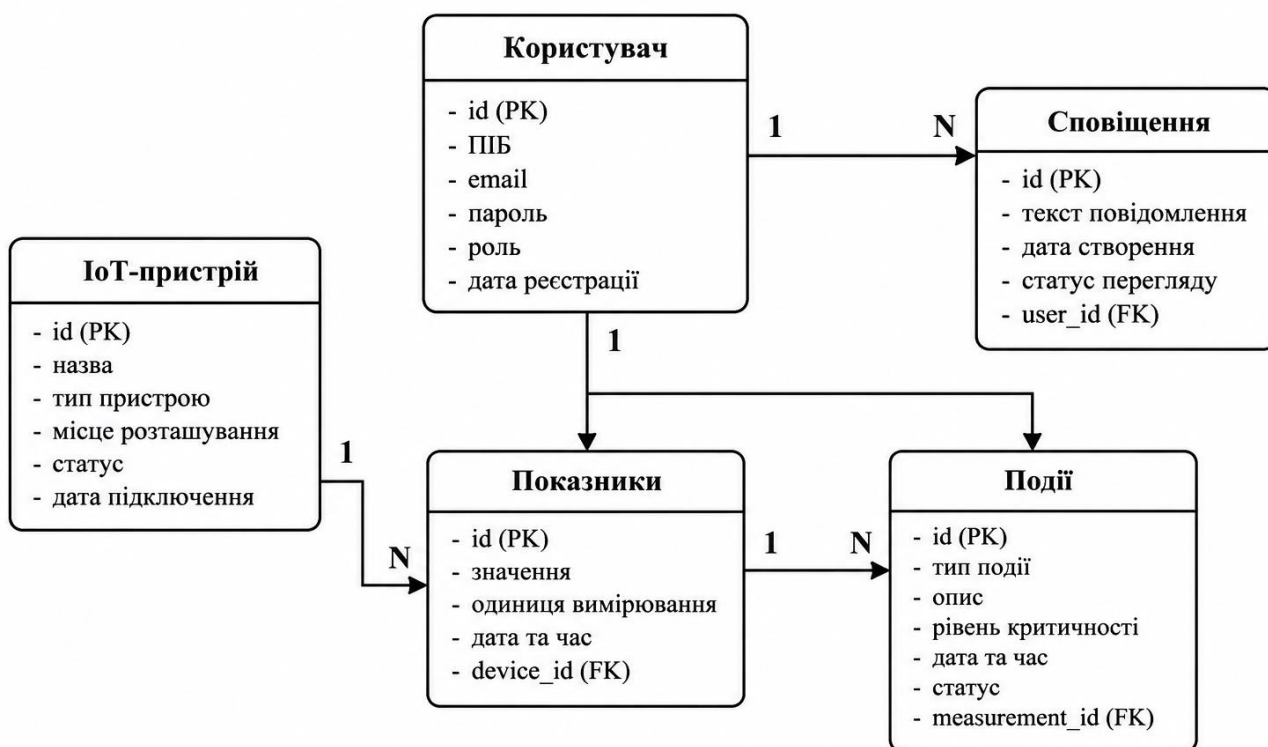 Користувач
- id (PK)
- ПІБ
- email
- пароль
- роль
- дата реєстрації
1
N
Сповіщення
- id (PK)
- текст повідомлення
- дата створення
- статус перегляду
- user_id (FK)
IoT-пристрій
- id (PK)
- назва
- тип пристрою
- місце розташування
- статус
- дата підключення
1
1
N
Показники
- id (PK)
- значення
- одиниця вимірювання
- дата та час
- device_id (FK)
1
N
Події
- id (PK)
- тип події
- опис
- рівень критичності
- дата та час
- статус
- measurement_id (FK)